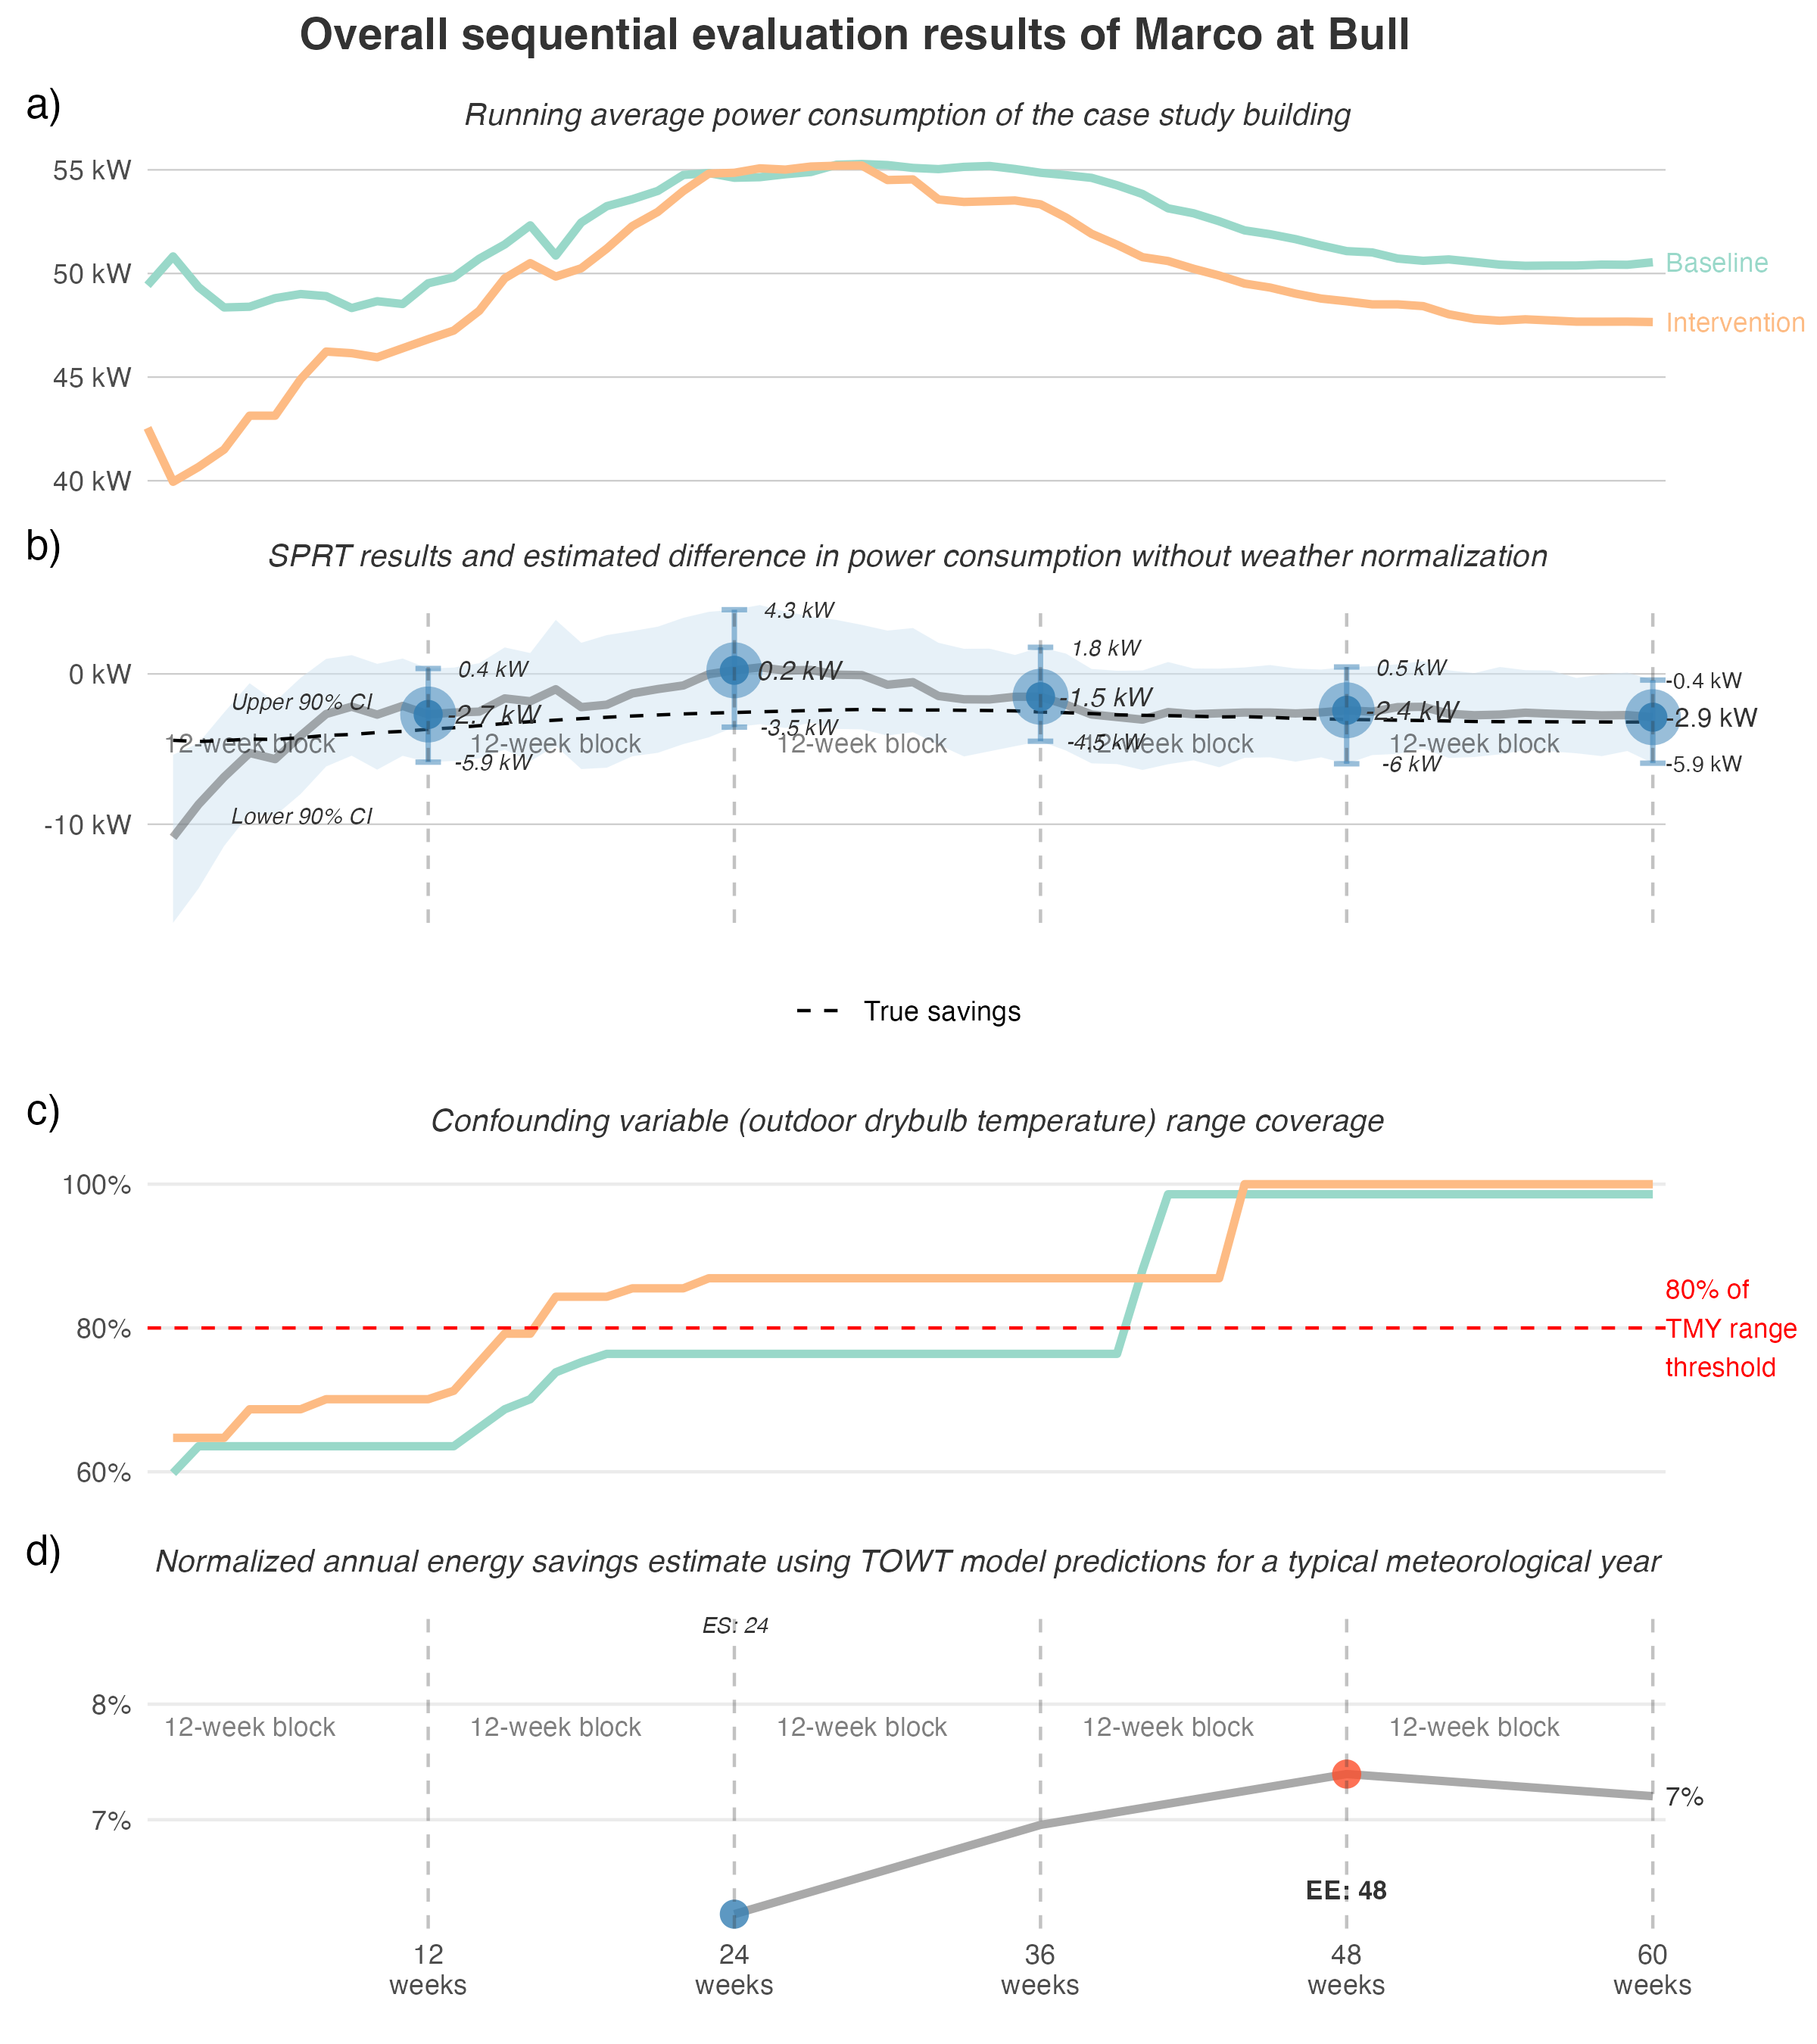 Overall sequential evaluation results of Marco at Bull
a)
Running average power consumption of the case study building
55 kW
50 kW
45 kW
40 kW
Baseline
Intervention
b)
SPRT results and estimated difference in power consumption without weather normalization
0 kW
-10 kW
Upper 90% CI
Lower 90% CI
12-week block
12-week block
12-week block
12-week block
12-week block
0.4 kW
-2.7 kW
-5.9 kW
4.3 kW
0.2 kW
-3.5 kW
1.8 kW
-1.5 kW
-4.5 kW
0.5 kW
-2.4 kW
-6 kW
-0.4 kW
-2.9 kW
-5.9 kW
True savings
c)
Confounding variable (outdoor drybulb temperature) range coverage
100%
80%
60%
80% of
TMY range
threshold
d)
Normalized annual energy savings estimate using TOWT model predictions for a typical meteorological year
ES: 24
8%
7%
12-week block
12-week block
12-week block
12-week block
12-week block
7%
EE: 48
12
weeks
24
weeks
36
weeks
48
weeks
60
weeks